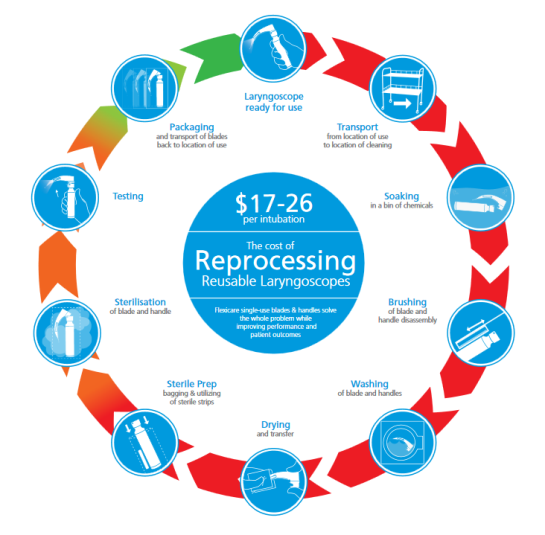 Laryngoscope
ready for use
Transport
from location of use
to location of cleaning
Soaking
in a bin of chemicals
Brushing
of blade and
handle disassembly
Washing
of blade and handles
Drying
and transfer
Sterile Prep
bagging & utilizing
of sterile strips
Sterilisation
of blade and handle
Testing
Packaging
and transport of blades
back to location of use
$17-26
per intubation
The cost of
Reprocessing
Reusable Laryngoscopes
Flexicare single-use blades & handles solve
the whole problem while
improving performance and
patient outcomes